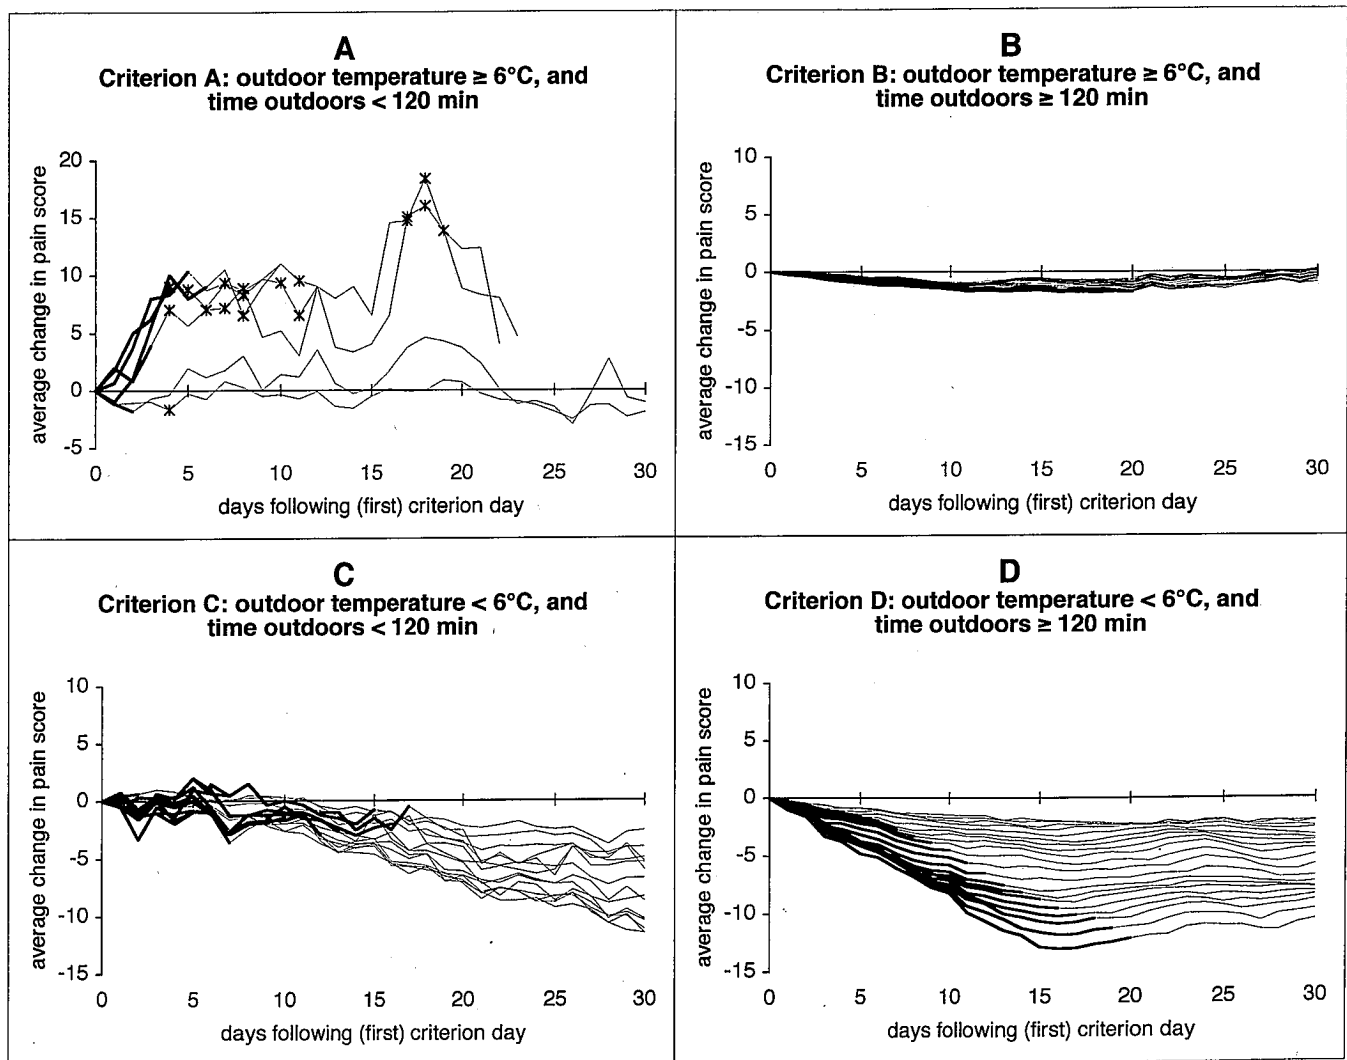 A
Criterion A: outdoor temperature ≥ 6°C, and
time outdoors < 120 min
average change in pain score
20
15
10
5
0
-5
0 5 10 15 20 25 30
days following (first) criterion day
B
Criterion B: outdoor temperature ≥ 6°C, and
time outdoors ≥ 120 min
average change in pain score
10
5
0
-5
-10
-15
0 5 10 15 20 25 30
days following (first) criterion day
C
Criterion C: outdoor temperature < 6°C, and
time outdoors < 120 min
average change in pain score
10
5
0
-5
-10
-15
0 5 10 15 20 25 30
days following (first) criterion day
D
Criterion D: outdoor temperature < 6°C, and
time outdoors ≥ 120 min
average change in pain score
10
5
0
-5
-10
-15
0 5 10 15 20 25 30
days following (first) criterion day